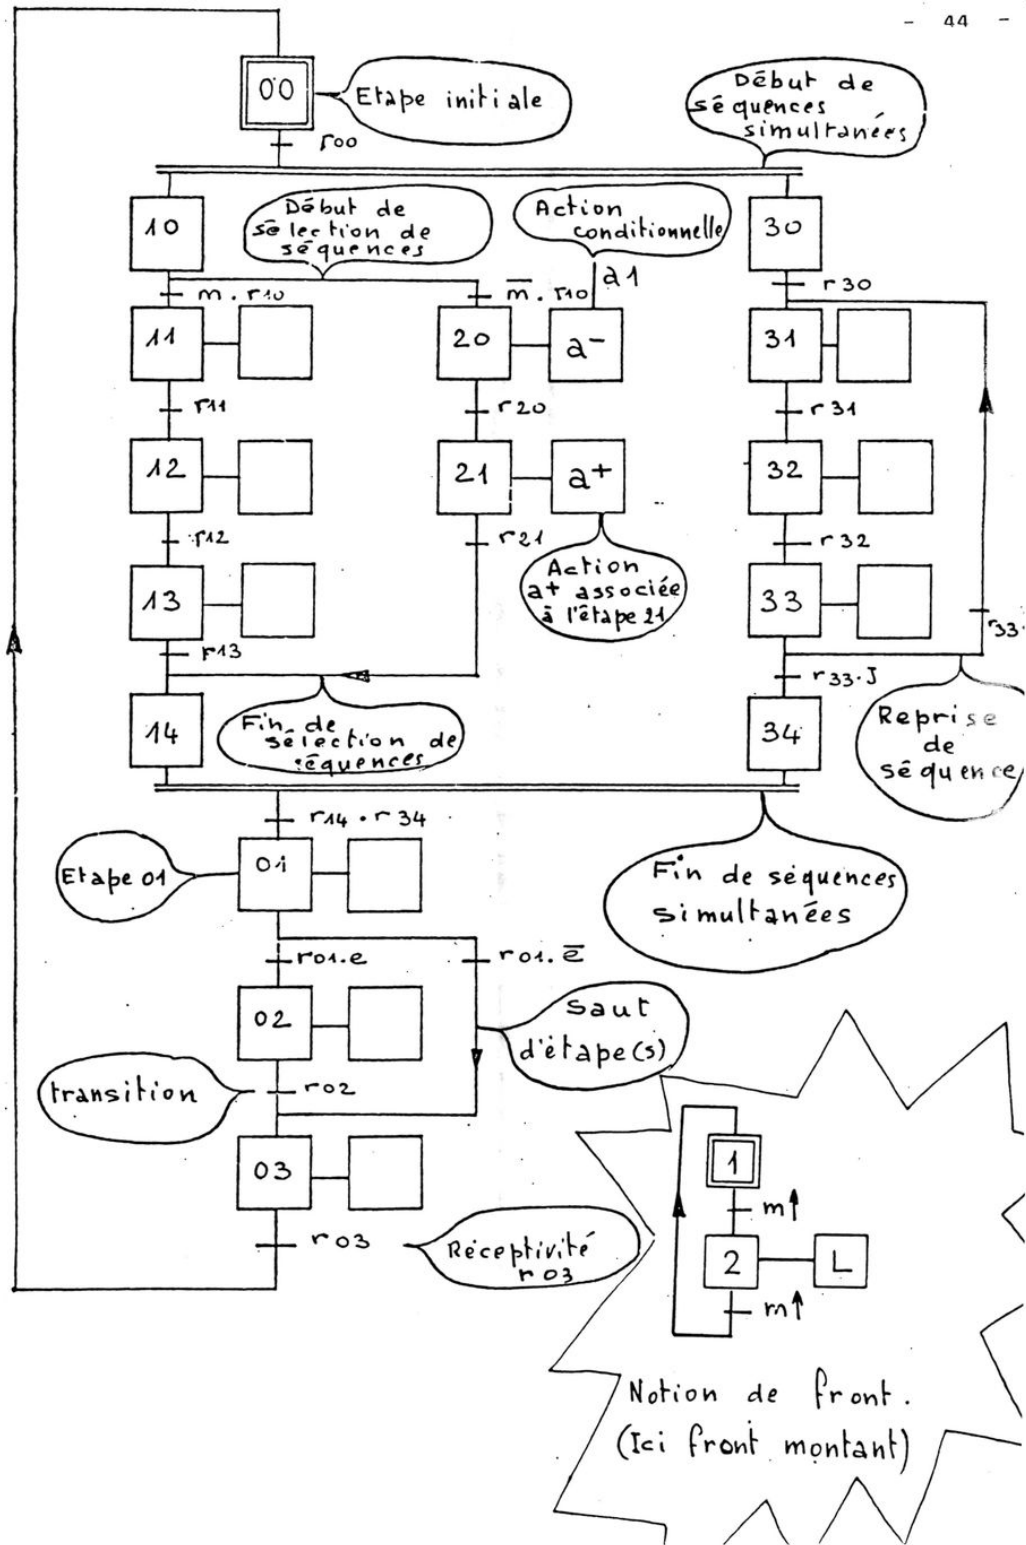 - 44 -
00
Etape initiale
Début de
séquences
simultanées
r00
10
Début de
sélection de
séquences
Action
conditionnelle
30
m. r10
m̅. r10
a1
r30
11
20
a-
31
r11
r20
r31
12
21
a+
32
r12
r21
r32
Action
a+ associée
à l'étape 21
13
33
r13
r33.
r33.J
14
Fin de
sélection de
séquences
34
Reprise
de
séquence
r14 . r34
Etape 01
01
Fin de séquences
simultanées
r01.e
r01. e̅
02
Saut
d'étape(s)
transition
r02
03
r03
Réceptivité
r03
1
m↑
2
L
m↑
Notion de front.
(Ici front montant)